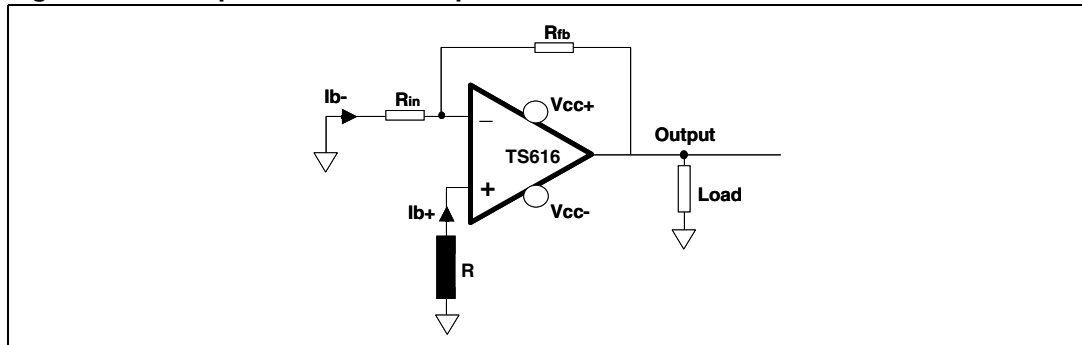 Rfb
Ib-
Rin
Vcc+
_
Output
TS616
+
Load
Ib+
Vcc-
R